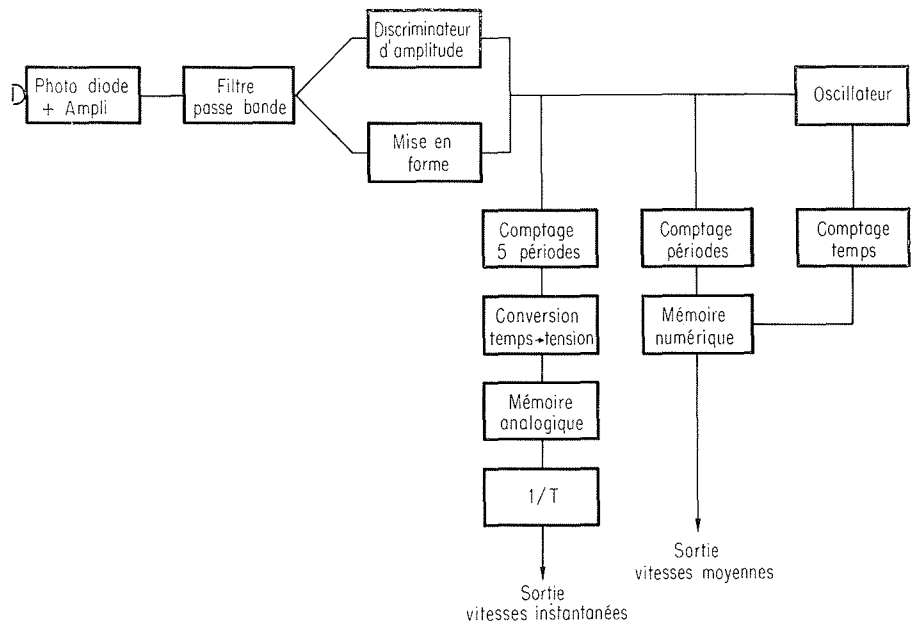 Discriminateur
d'amplitude
Photo diode
+ Ampli
Filtre
passe bande
Oscillateur
Mise en
forme
Comptage
5 périodes
Comptage
périodes
Comptage
temps
Conversion
temps→tension
Mémoire
numérique
Mémoire
analogique
1/T
Sortie
vitesses moyennes
Sortie
vitesses instantanées